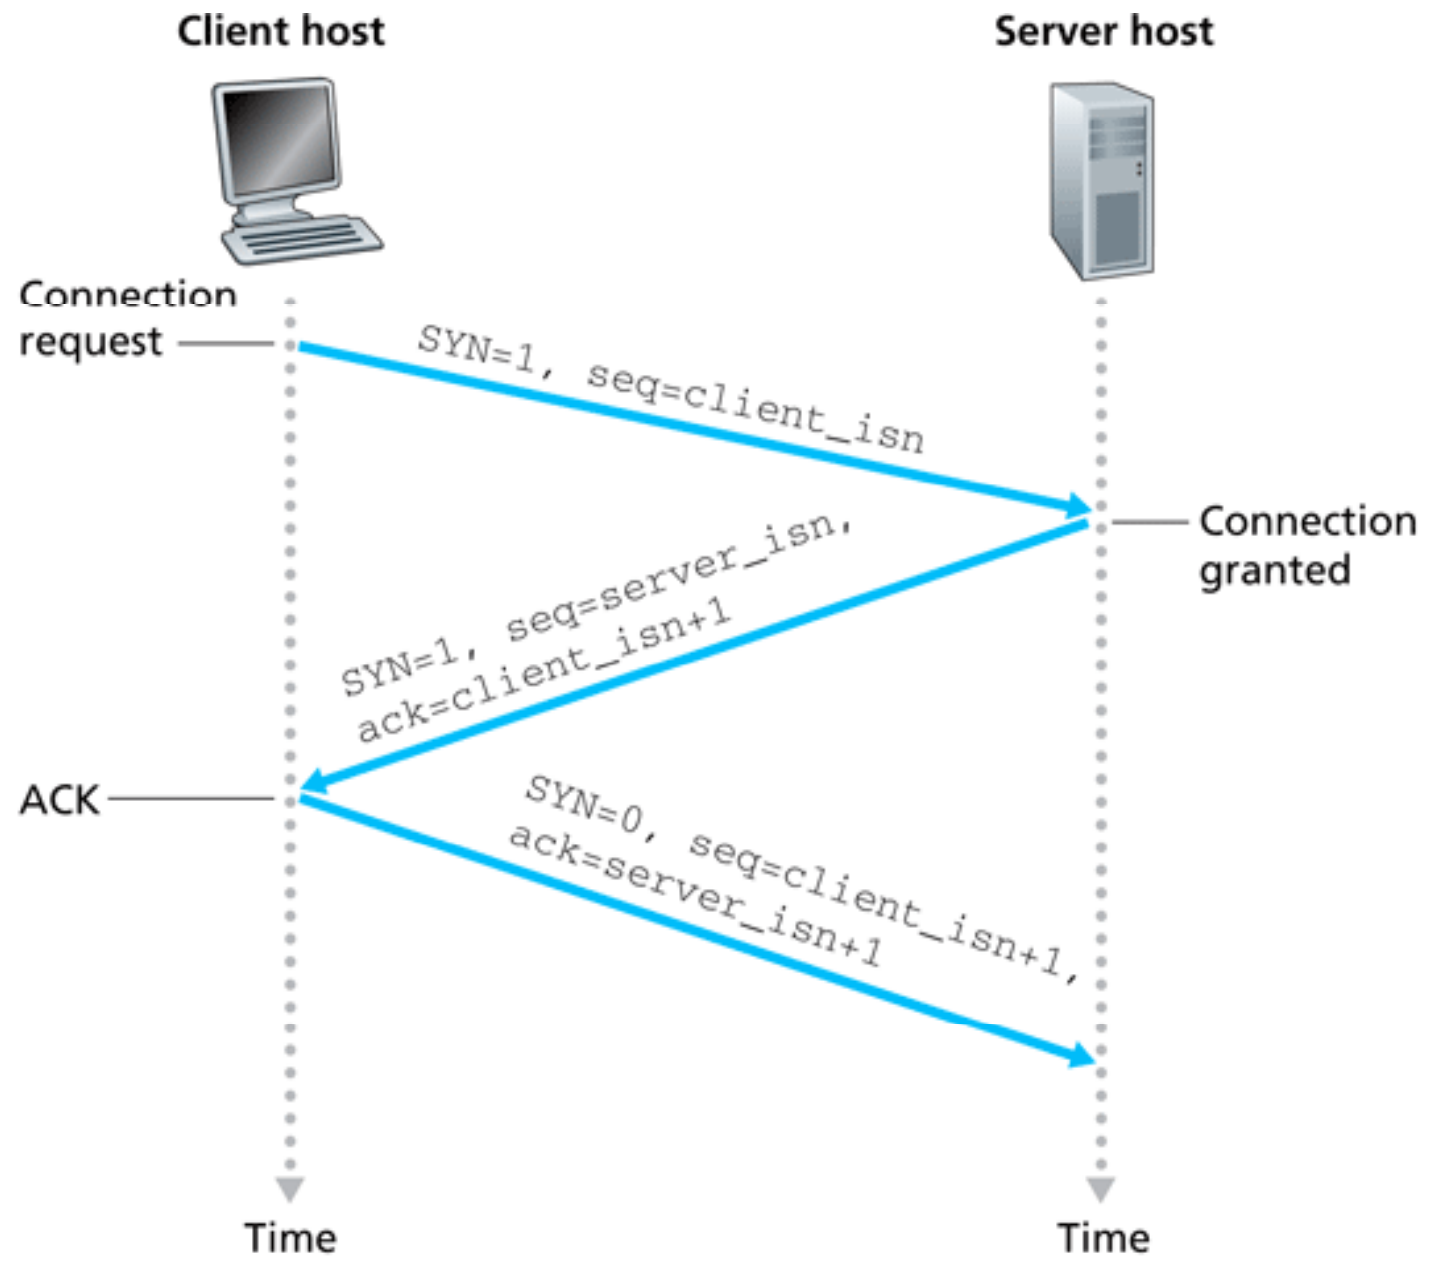 Client host
Server host
Connection
request
SYN=1, seq=client_isn
Connection
granted
SYN=1, seq=server_isn,
ack=client_isn+1
ACK
SYN=0, seq=client_isn+1,
ack=server_isn+1
Time
Time